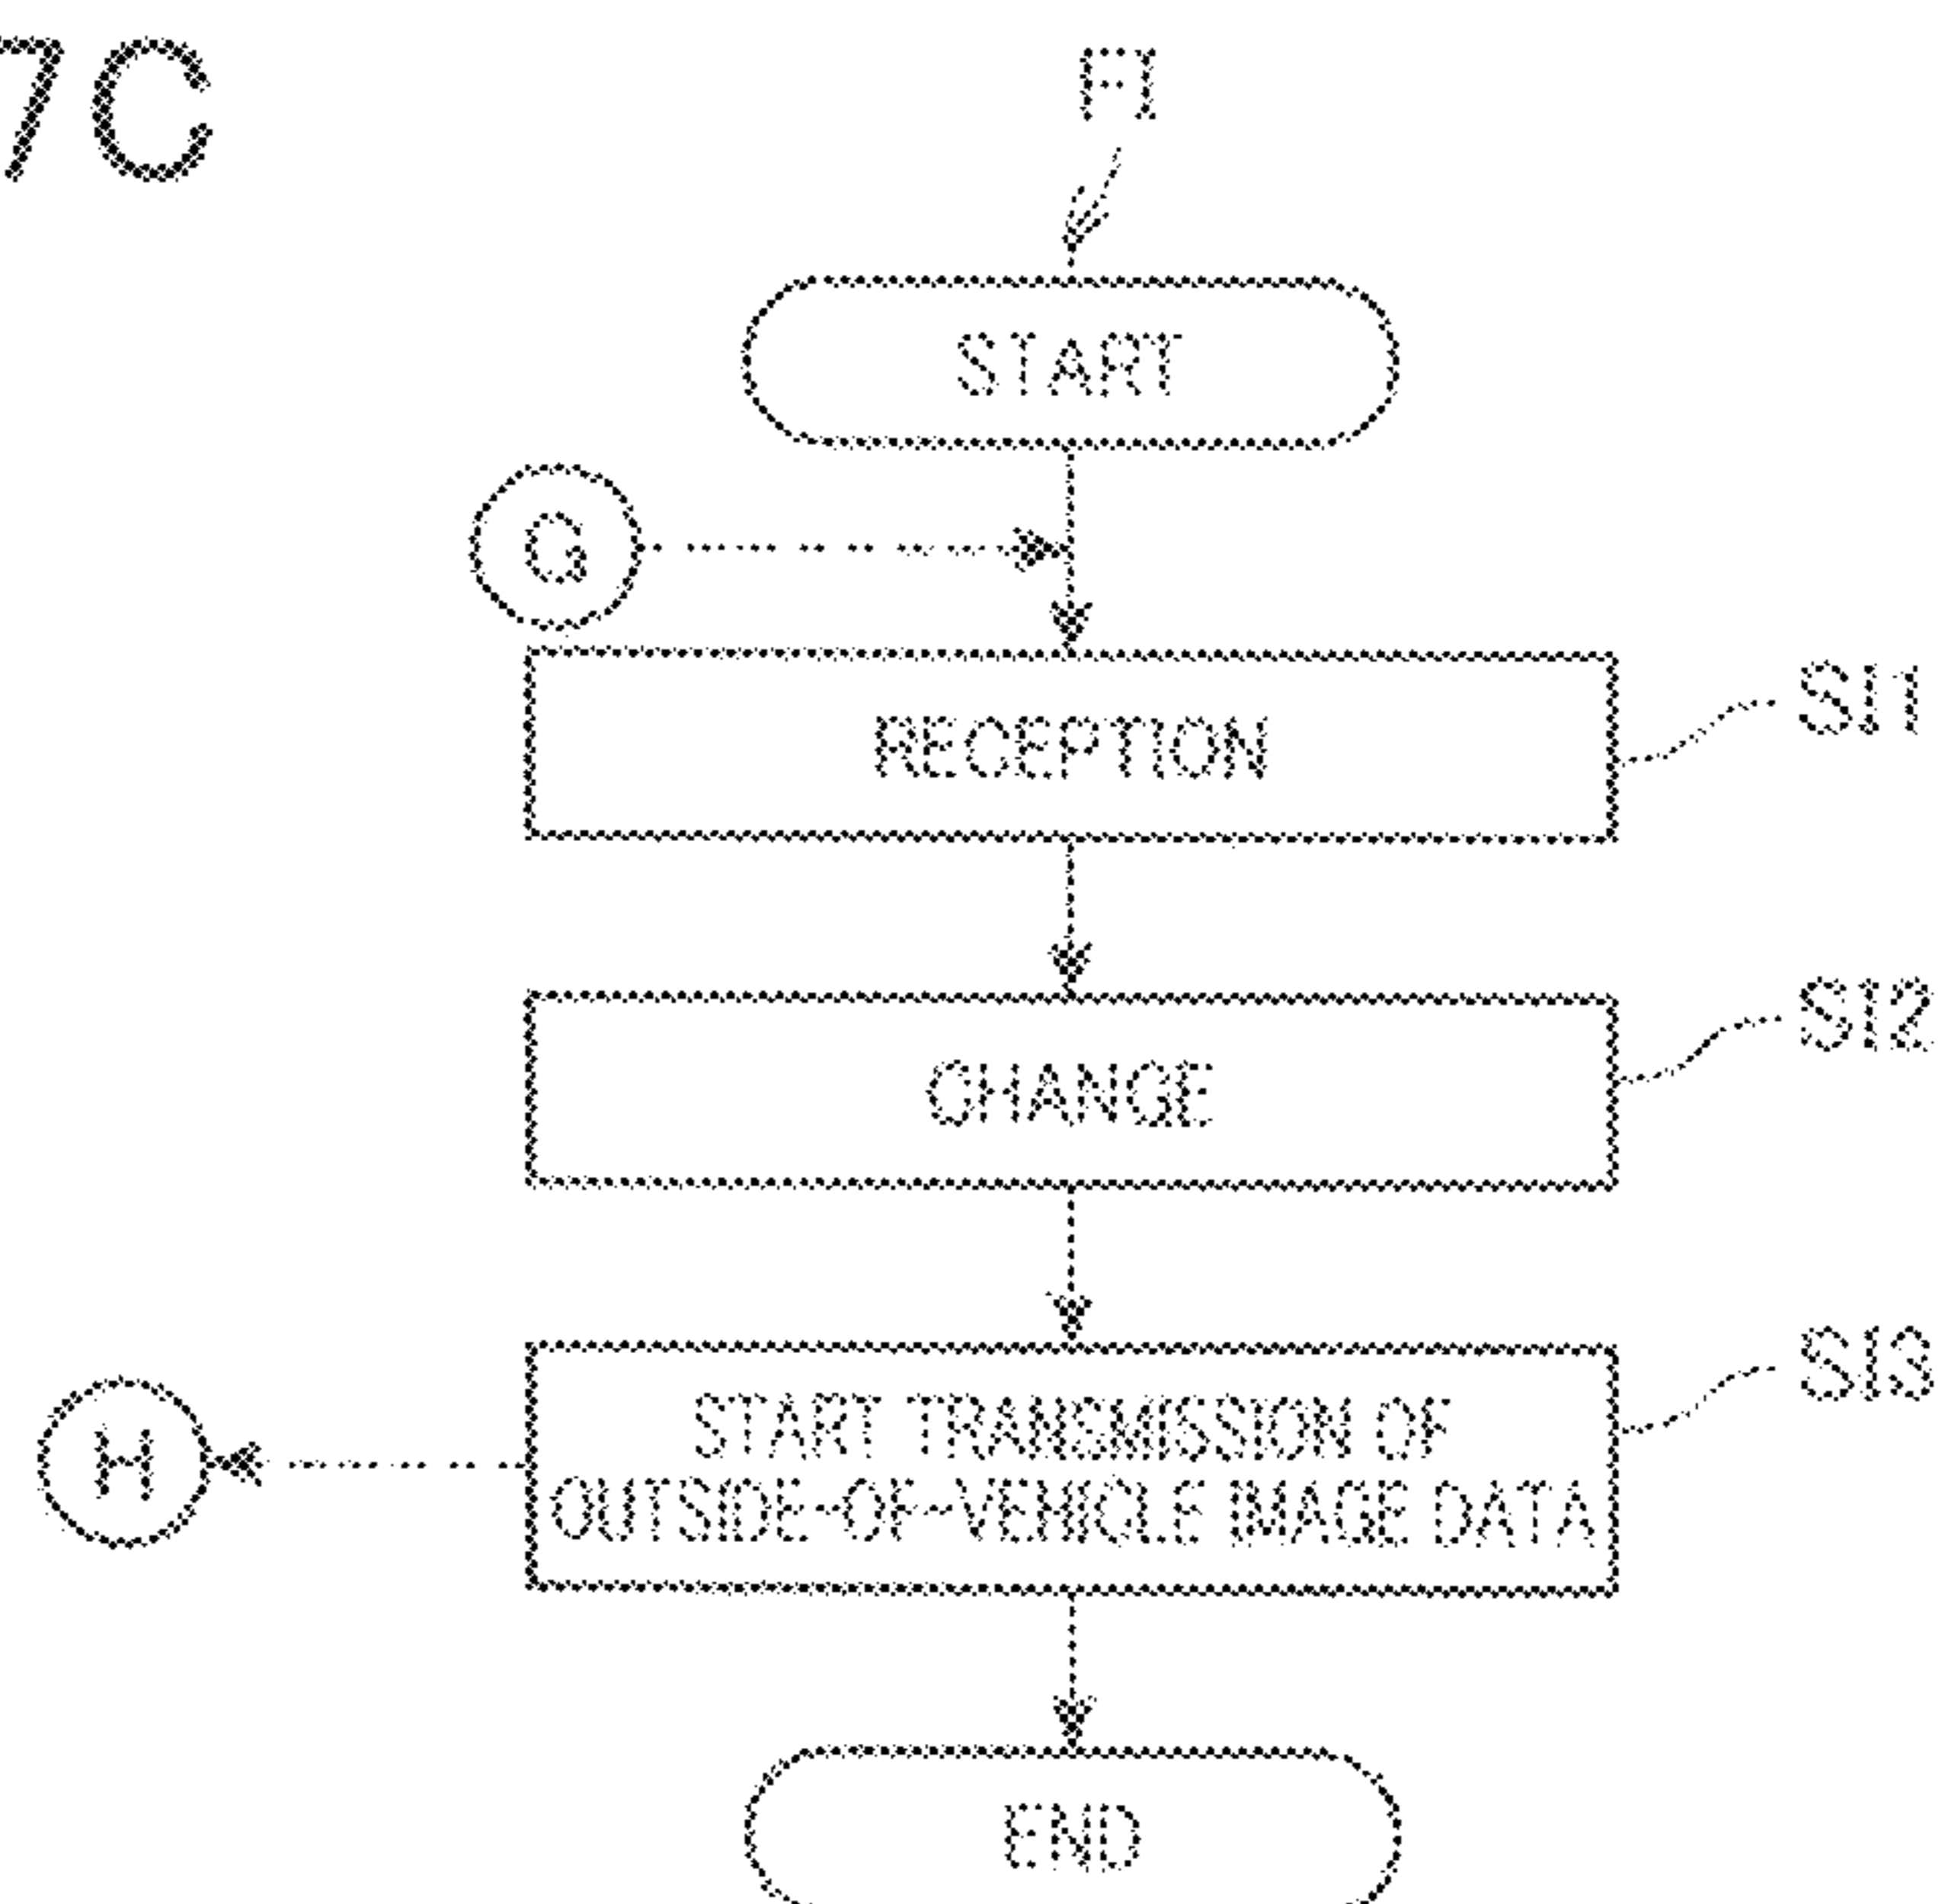 7C
F1
START
G
RECEPTION
S11
CHANGE
S12
START TRANSMISSION OF
OUTSIDE-OF-VEHICLE IMAGE DATA
S13
H
END